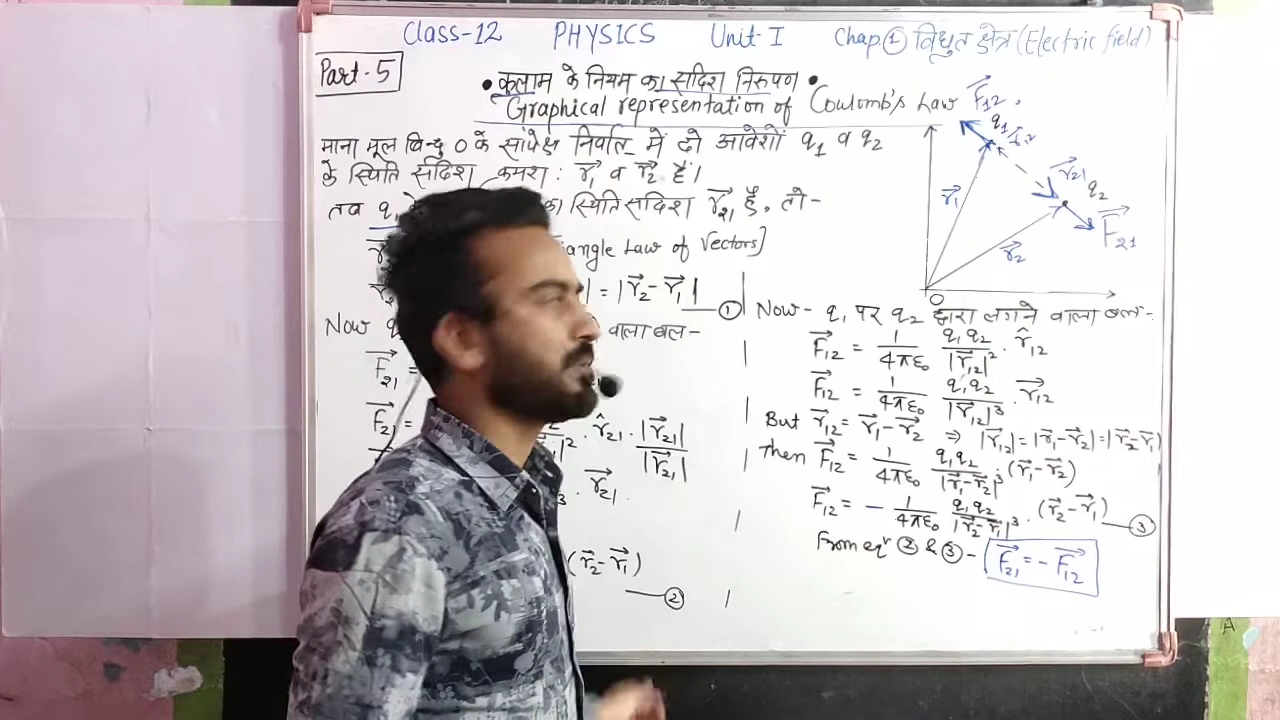 Class-12 PHYSICS Unit-I Chap. ① विधुत क्षेत्र (Electric field)
Part-5
• कूलाम के नियम का सदिश निरुपण •
Graphical representation of Coulomb's Law
माना मूल बिन्दु O के सापेक्ष निर्वात में दो आवेशों q₁ व q₂
के स्थिति सदिश क्रमश: r⃗₁ व r⃗₂ हैं।
तब q₁ का स्थिति सदिश r⃗₂₁ है, तो-
angle Law of Vectors]
| = |r⃗₂-r⃗₁| —①
Now q वाला बल-
F⃗₂₁ =
F⃗₂₁ = |² . r̂₂₁ . |r⃗₂₁| / |r⃗₂₁|
³ . r⃗₂₁
(r⃗₂-r⃗₁)
—②
F⃗₁₂
q₁
r⃗₂₁
q₂
r⃗₁
r⃗₂
F⃗₂₁
O
Now - q₁ पर q₂ द्वारा लगने वाला बल-
F⃗₁₂ = 1/4πε₀ q₁q₂/|r⃗₁₂|² . r̂₁₂
F⃗₁₂ = 1/4πε₀ q₁q₂/|r⃗₁₂|³ . r⃗₁₂
But r⃗₁₂ = r⃗₁-r⃗₂ ⇒ |r⃗₁₂| = |r⃗₁-r⃗₂| = |r⃗₂-r⃗₁|
Then F⃗₁₂ = 1/4πε₀ q₁q₂/|r⃗₁-r⃗₂|³ . (r⃗₁-r⃗₂)
F⃗₁₂ = - 1/4πε₀ q₁q₂/|r⃗₂-r⃗₁|³ . (r⃗₂-r⃗₁) —③
From eqⁿ ② & ③ - F⃗₂₁ = - F⃗₁₂